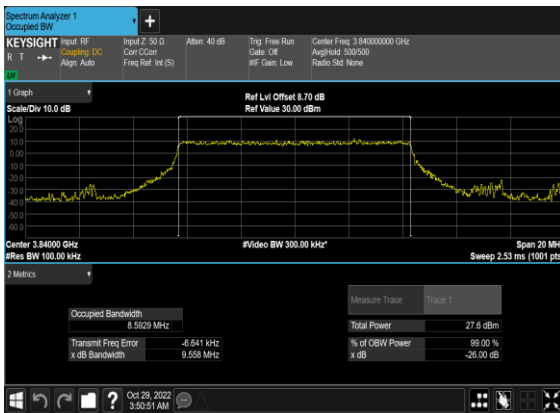 Spectrum Analyzer 1
Occupied BW
KEYSIGHT
R T
LV
Input: RF
Coupling: DC
Align: Auto
Input Z: 50 Ω
Corr CCorr
Freq Ref: Int (S)
Atten: 40 dB
Trig: Free Run
Gate: Off
#IF Gain: Low
Center Freq: 3.840000000 GHz
Avg|Hold: 500/500
Radio Std: None
1 Graph
Scale/Div 10.0 dB
Ref Lvl Offset 8.70 dB
Ref Value 30.00 dBm
Log
20.0
10.0
0.00
-10.0
-20.0
-30.0
-40.0
-50.0
-60.0
Center 3.84000 GHz
#Res BW 100.00 kHz
#Video BW 300.00 kHz*
Span 20 MH
Sweep 2.53 ms (1001 pts
2 Metrics
Measure Trace Trace 1
Occupied Bandwidth
8.5929 MHz
Total Power 27.6 dBm
Transmit Freq Error -6.641 kHz
x dB Bandwidth 9.558 MHz
% of OBW Power 99.00 %
x dB -26.00 dB
?
Oct 29, 2022
3:50:51 AM